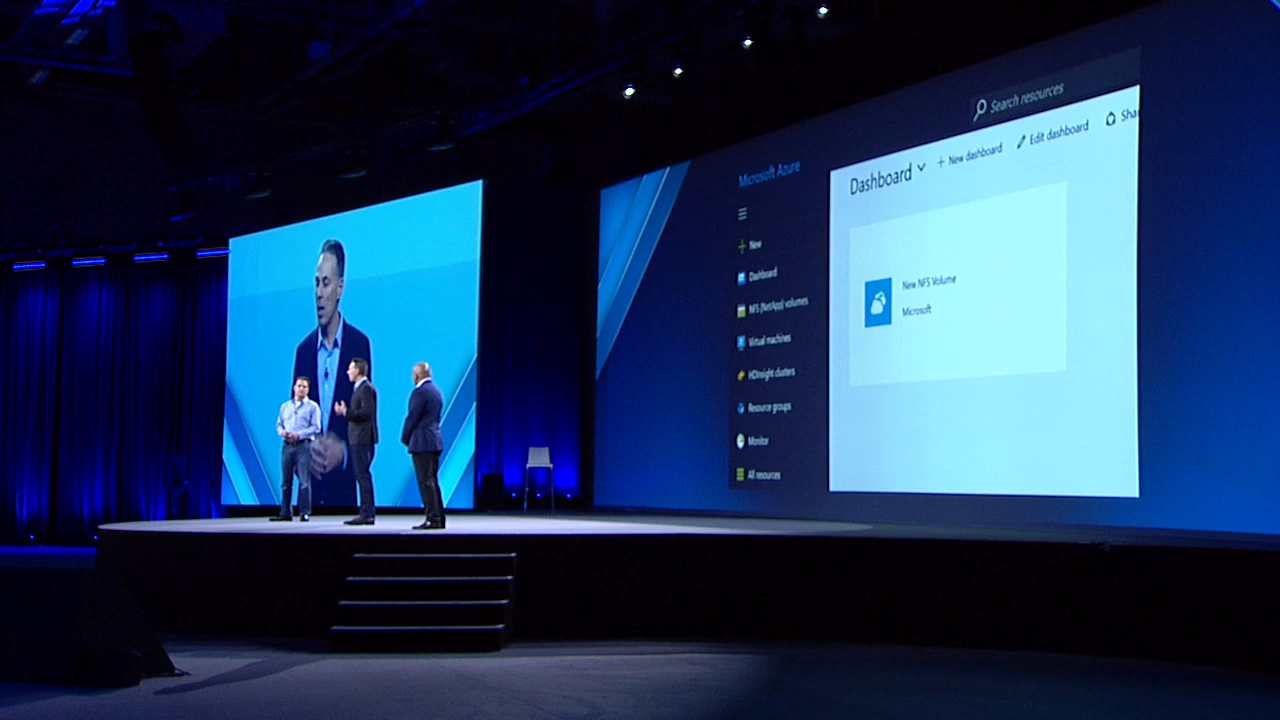 Search resources
Microsoft Azure
Dashboard
New dashboard
Edit dashboard
Sha
New
Dashboard
NFS (NetApp) volumes
Virtual machines
HDInsight clusters
Resource groups
Monitor
All resources
New NFS Volume
Microsoft